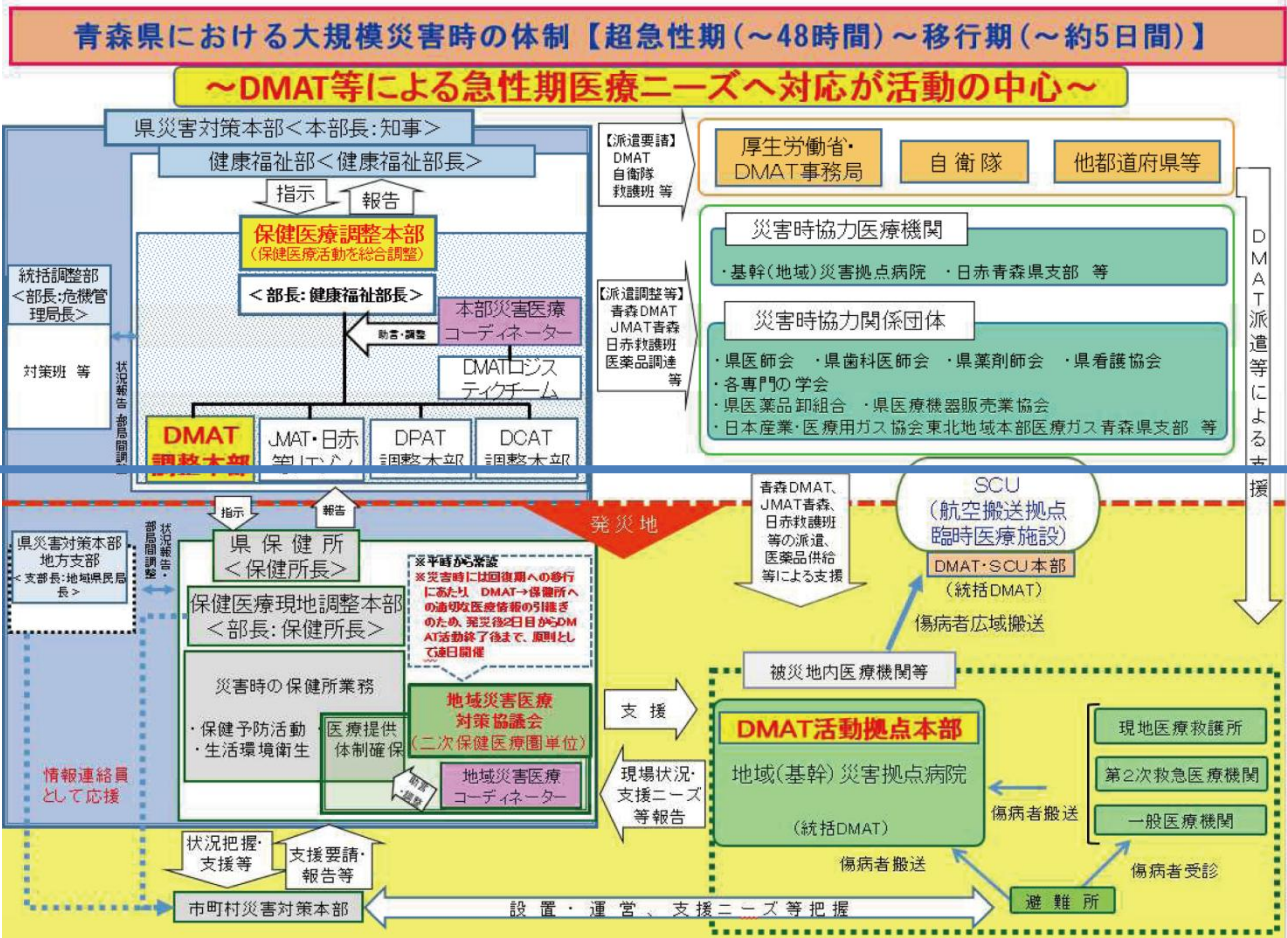 青森県における大規模災害時の体制【超急性期(～48時間)～移行期(～約5日間)】
～DMAT等による急性期医療ニーズへ対応が活動の中心～
県災害対策本部<本部長:知事>
健康福祉部<健康福祉部長>
指示
報告
保健医療調整本部
(保健医療活動を総合調整)
<部長:健康福祉部長>
本部災害医療
コーディネーター
助言・調整
DMATロジス
ティクチーム
DMAT
調整本部
JMAT・日赤
等リエゾン
DPAT
調整本部
DCAT
調整本部
統括調整部
<部長:危機管
理局長>
対策班 等
状況報告・部局間調整
【派遣要請】
DMAT
自衛隊
救護班 等
厚生労働省・
DMAT事務局
自衛隊
他都道府県等
【派遣調整等】
青森DMAT
JMAT青森
日赤救護班
医薬品調達
等
災害時協力医療機関
・基幹(地域)災害拠点病院 ・日赤青森県支部 等
災害時協力関係団体
・県医師会 ・県歯科医師会 ・県薬剤師会 ・県看護協会
・各専門の学会
・県医薬品卸組合 ・県医療機器販売業協会
・日本産業・医療用ガス協会東北地域本部医療ガス青森県支部 等
DMAT派遣等による支援
発災地
指示
報告
県災害対策本部
地方支部
<支部長:地域県民局
長>
状況報告・
部局間調整
県保健所
<保健所長>
保健医療現地調整本部
<部長:保健所長>
災害時の保健所業務
・保健予防活動
・生活環境衛生
・医療提供
体制確保
※平時から常設
※災害時には回復期への移行
にあたり、DMAT→保健所へ
の適切な医療情報の引継ぎ
のため、発災後2日目からDM
AT活動終了後まで、原則とし
て連日開催
地域災害医療
対策協議会
(二次保健医療圏単位)
地域災害医療
コーディネーター
助言
・調整
情報連絡員
として応援
状況把握・
支援等
支援要請・
報告等
市町村災害対策本部
設置・運営、支援ニーズ等把握
避難所
支援
現場状況・
支援ニーズ
等報告
青森DMAT、
JMAT青森、
日赤救護班
等の派遣、
医薬品供給
等による支援
SCU
(航空搬送拠点
臨時医療施設)
DMAT・SCU本部
(統括DMAT)
傷病者広域搬送
被災地内医療機関等
DMAT活動拠点本部
地域(基幹)災害拠点病院
(統括DMAT)
傷病者搬送
現地医療救護所
第2次救急医療機関
一般医療機関
傷病者搬送
傷病者受診